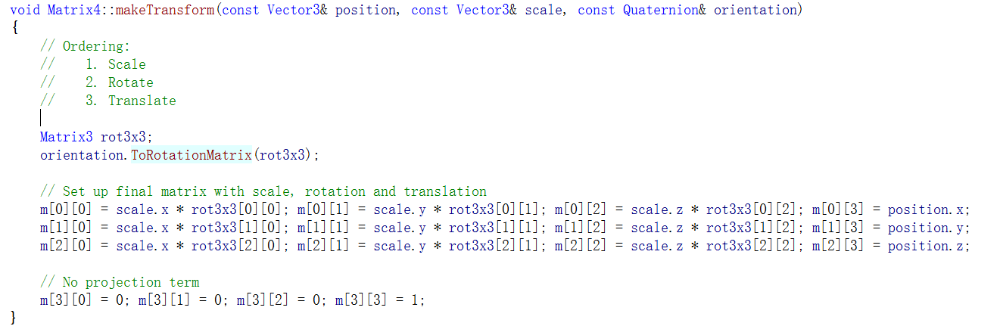 void Matrix4::makeTransform(const Vector3& position, const Vector3& scale, const Quaternion& orientation)
{
    // Ordering:
    //    1. Scale
    //    2. Rotate
    //    3. Translate
    Matrix3 rot3x3;
    orientation.ToRotationMatrix(rot3x3);
    // Set up final matrix with scale, rotation and translation
    m[0][0] = scale.x * rot3x3[0][0]; m[0][1] = scale.y * rot3x3[0][1]; m[0][2] = scale.z * rot3x3[0][2]; m[0][3] = position.x;
    m[1][0] = scale.x * rot3x3[1][0]; m[1][1] = scale.y * rot3x3[1][1]; m[1][2] = scale.z * rot3x3[1][2]; m[1][3] = position.y;
    m[2][0] = scale.x * rot3x3[2][0]; m[2][1] = scale.y * rot3x3[2][1]; m[2][2] = scale.z * rot3x3[2][2]; m[2][3] = position.z;
    // No projection term
    m[3][0] = 0; m[3][1] = 0; m[3][2] = 0; m[3][3] = 1;
}